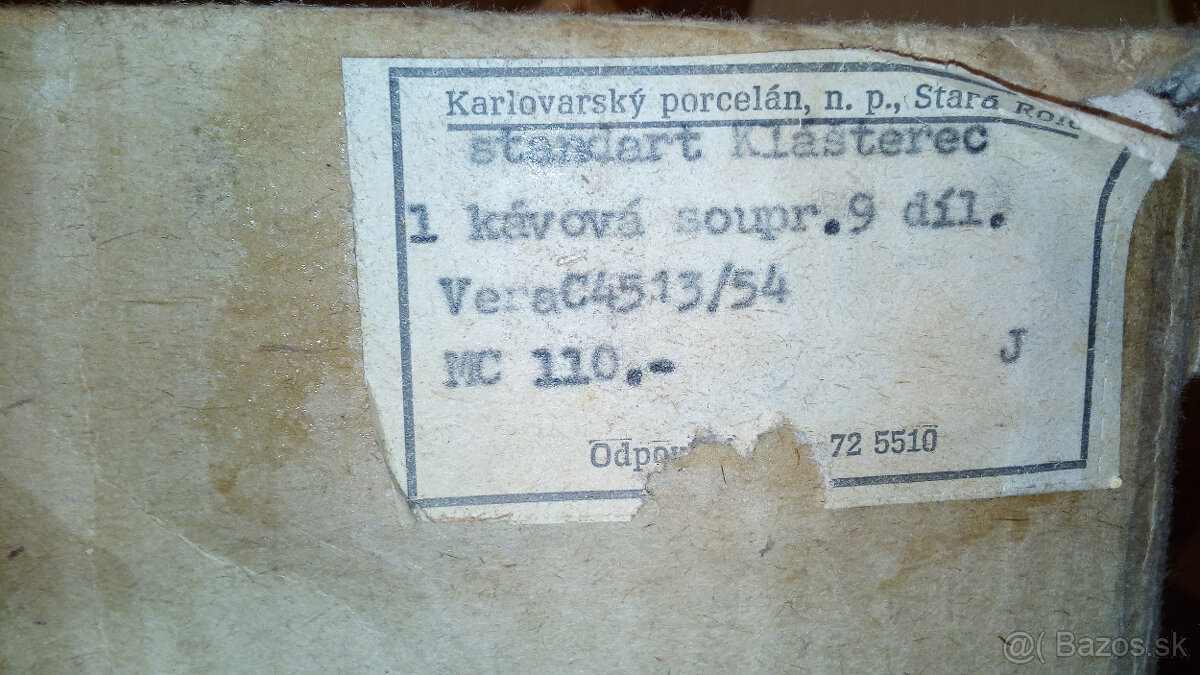 Karlovarský porcelán, n. p., Stará Role
standart Klášterec
1 kávová soupr.9 díl.
VeraC4513/54
MC 110.-
J
72 5510
@( Bazos.sk